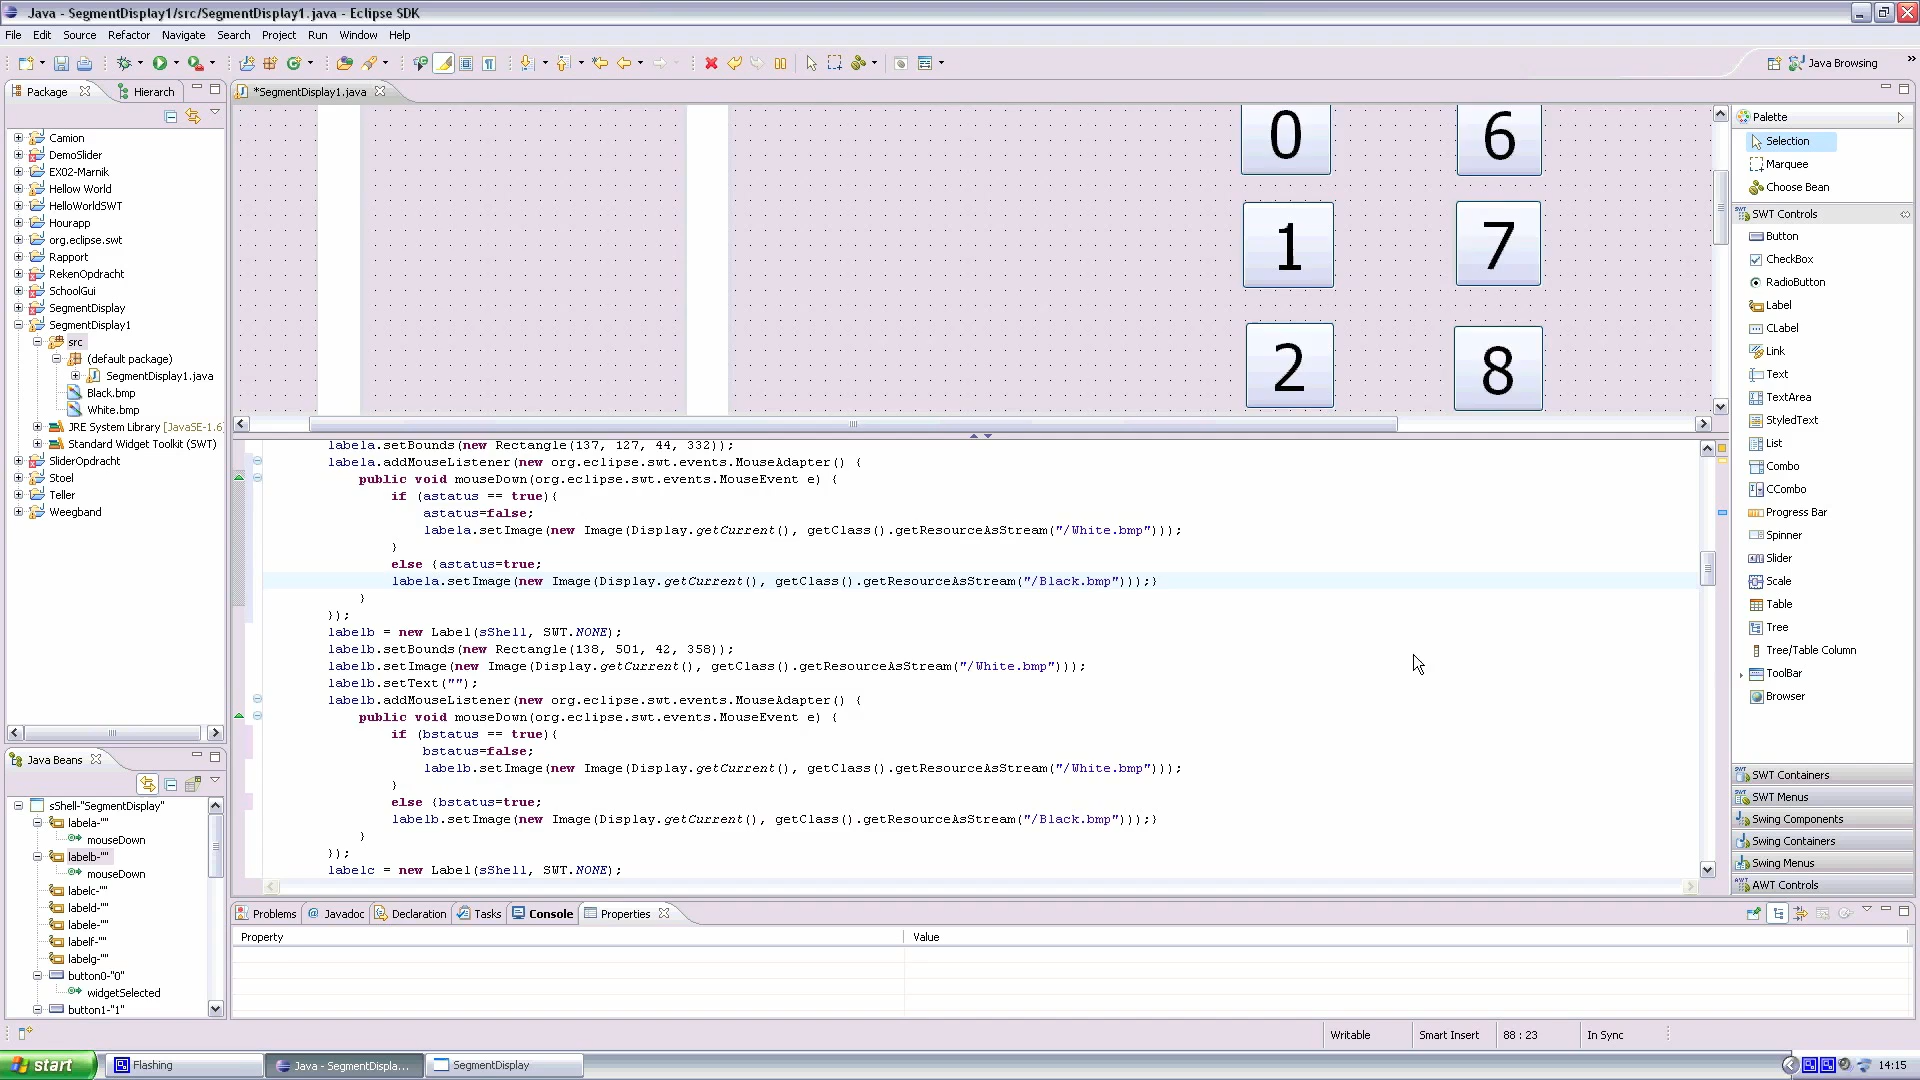 Java - SegmentDisplay1/src/SegmentDisplay1.java - Eclipse SDK
File Edit Source Refactor Navigate Search Project Run Window Help
Java Browsing
Package
Hierarch
*SegmentDisplay1.java
Camion
DemoSlider
EX02-Marnik
Hellow World
HelloWorldSWT
Hourapp
org.eclipse.swt
Rapport
RekenOpdracht
SchoolGui
SegmentDisplay
SegmentDisplay1
src
(default package)
SegmentDisplay1.java
Black.bmp
White.bmp
JRE System Library [JavaSE-1.6
Standard Widget Toolkit (SWT)
SliderOpdracht
Stoel
Teller
Weegband
0 6
1 7
2 8
Palette
Selection
Marquee
Choose Bean
SWT Controls
Button
CheckBox
RadioButton
Label
CLabel
Link
Text
TextArea
StyledText
List
Combo
CCombo
Progress Bar
Spinner
Slider
Scale
Table
Tree
Tree/Table Column
ToolBar
Browser
SWT Containers
SWT Menus
Swing Components
Swing Containers
Swing Menus
AWT Controls
labela.setBounds(new Rectangle(137, 127, 44, 332));
labela.addMouseListener(new org.eclipse.swt.events.MouseAdapter() {
public void mouseDown(org.eclipse.swt.events.MouseEvent e) {
if (astatus == true){
astatus=false;
labela.setImage(new Image(Display.getCurrent(), getClass().getResourceAsStream("/White.bmp")));
}
else {astatus=true;
labela.setImage(new Image(Display.getCurrent(), getClass().getResourceAsStream("/Black.bmp")));}
}
});
labelb = new Label(sShell, SWT.NONE);
labelb.setBounds(new Rectangle(138, 501, 42, 358));
labelb.setImage(new Image(Display.getCurrent(), getClass().getResourceAsStream("/White.bmp")));
labelb.setText("");
labelb.addMouseListener(new org.eclipse.swt.events.MouseAdapter() {
public void mouseDown(org.eclipse.swt.events.MouseEvent e) {
if (bstatus == true){
bstatus=false;
labelb.setImage(new Image(Display.getCurrent(), getClass().getResourceAsStream("/White.bmp")));
}
else {bstatus=true;
labelb.setImage(new Image(Display.getCurrent(), getClass().getResourceAsStream("/Black.bmp")));}
}
});
labelc = new Label(sShell, SWT.NONE);
Java Beans
sShell-"SegmentDisplay"
labela-""
mouseDown
labelb-""
mouseDown
labelc-""
labeld-""
labele-""
labelf-""
labelg-""
button0-"0"
widgetSelected
button1-"1"
Problems Javadoc Declaration Tasks Console Properties
Property Value
Writable Smart Insert 88 : 23 In Sync
start Flashing Java - SegmentDispla... SegmentDisplay 14:15